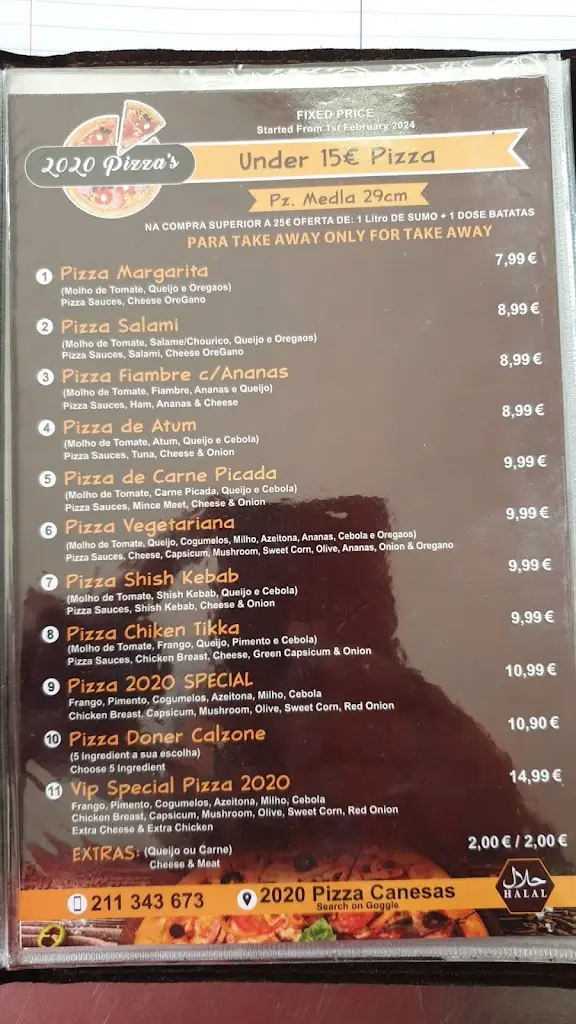 FIXED PRICE
Started From 1st February 2024
2020 Pizza's
Under 15€ Pizza
Pz. Medla 29cm
NA COMPRA SUPERIOR A 25€ OFERTA DE: 1 Litro DE SUMO + 1 DOSE BATATAS
PARA TAKE AWAY ONLY FOR TAKE AWAY
1 Pizza Margarita 7,99 €
(Molho de Tomate, Queijo e Oregaos)
Pizza Sauces, Cheese OreGano
2 Pizza Salami 8,99 €
(Molho de Tomate, Salame/Chourico, Queijo e Oregaos)
Pizza Sauces, Salami, Cheese OreGano
3 Pizza fiambre c/Ananas 8,99 €
(Molho de Tomate, Fiambre, Ananas e Queijo)
Pizza Sauces, Ham, Ananas & Cheese
4 Pizza de Atum 8,99 €
(Molho de Tomate, Atum, Queijo e Cebola)
Pizza Sauces, Tuna, Cheese & Onion
5 Pizza de Carne Picada 9,99 €
(Molho de Tomate, Carne Picada, Queijo e Cebola)
Pizza Sauces, Mince Meet, Cheese & Onion
6 Pizza Vegetariana 9,99 €
(Molho de Tomate, Queijo, Cogumelos, Milho, Azeitona, Ananas, Cebola e Oregaos)
Pizza Sauces, Cheese, Capsicum, Mushroom, Sweet Corn, Olive, Ananas, Onion & Oregano
7 Pizza Shish Kebab 9,99 €
(Molho de Tomate, Shish Kebab, Queijo e Cebola)
Pizza Sauces, Shish Kebab, Cheese & Onion
8 Pizza Chiken Tikka 9,99 €
(Molho de Tomate, Frango, Queijo, Pimento e Cebola)
Pizza Sauces, Chicken Breast, Cheese, Green Capsicum & Onion
9 Pizza 2020 SPECIAL 10,99 €
Frango, Pimento, Cogumelos, Azeitona, Milho, Cebola
Chicken Breast, Capsicum, Mushroom, Olive, Sweet Corn, Red Onion
10 Pizza Doner Calzone 10,90 €
(5 Ingredient a sua escolha)
Choose 5 Ingredient
11 Vip Special Pizza 2020 14,99 €
Frango, Pimento, Cogumelos, Azeitona, Milho, Cebola
Chicken Breast, Capsicum, Mushroom, Olive, Sweet Corn, Red Onion
Extra Cheese & Extra Chicken
EXTRAS: (Queijo ou Carne) 2,00 € / 2,00 €
Cheese & Meat
211 343 673
2020 Pizza Canesas
Search on Goggle
حلال
HALAL